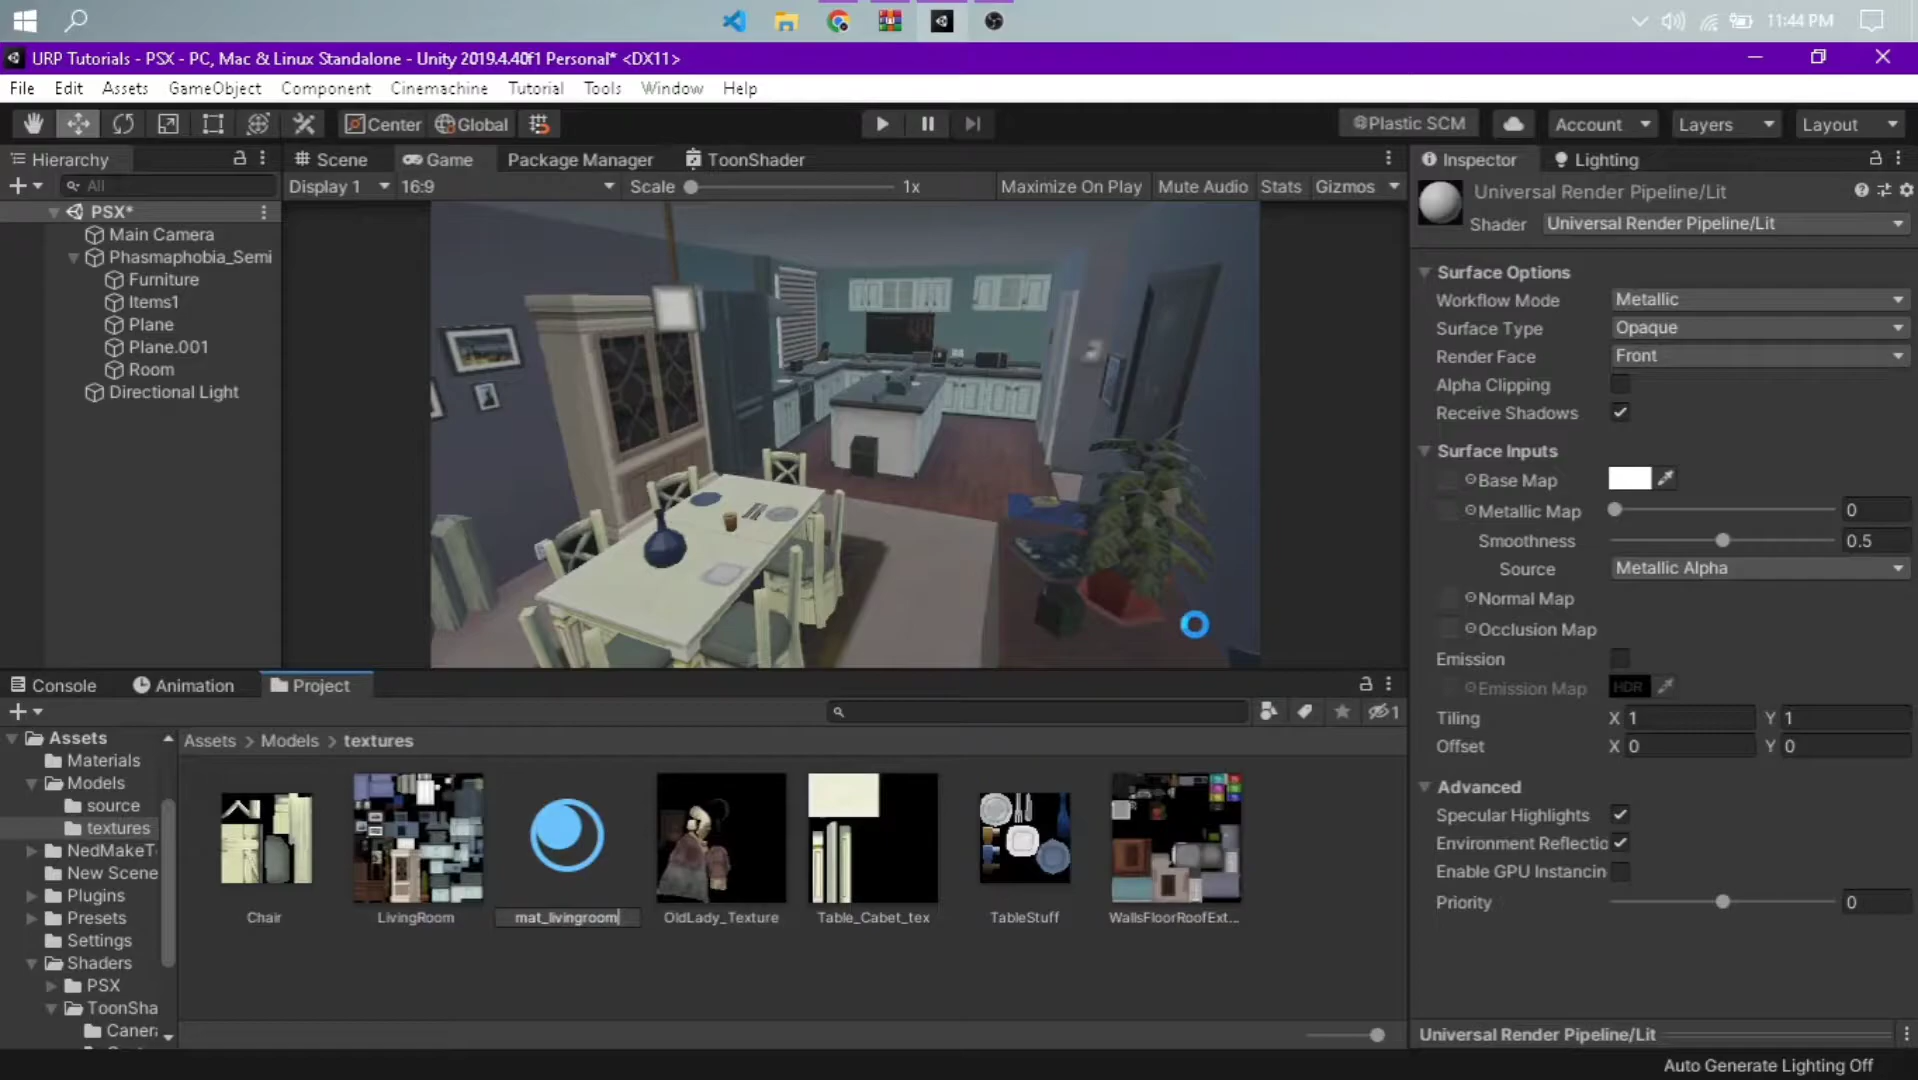 11:44 PM
URP Tutorials - PSX - PC, Mac & Linux Standalone - Unity 2019.4.40f1 Personal* <DX11>
File Edit Assets GameObject Component Cinemachine Tutorial Tools Window Help
Center Global Plastic SCM Account Layers Layout
Hierarchy Scene Game Package Manager ToonShader Inspector Lighting
All Display 1 16:9 Scale 1x Maximize On Play Mute Audio Stats Gizmos
Universal Render Pipeline/Lit
Shader Universal Render Pipeline/Lit
PSX*
Main Camera
Phasmaphobia_Semi
Furniture
Items1
Plane
Plane.001
Room
Directional Light
Surface Options
Workflow Mode Metallic
Surface Type Opaque
Render Face Front
Alpha Clipping
Receive Shadows
Surface Inputs
Base Map
Metallic Map 0
Smoothness 0.5
Source Metallic Alpha
Normal Map
Occlusion Map
Emission
Emission Map HDR
Tiling X 1 Y 1
Offset X 0 Y 0
Advanced
Specular Highlights
Environment Reflectio
Enable GPU Instancin
Priority 0
Console Animation Project
1
Assets
Materials
Models
source
textures
NedMakeT
New Scene
Plugins
Presets
Settings
Shaders
PSX
ToonSha
Canera
Assets > Models > textures
Chair LivingRoom mat_livingroom OldLady_Texture Table_Cabet_tex TableStuff WallsFloorRoofExt...
Universal Render Pipeline/Lit
Auto Generate Lighting Off